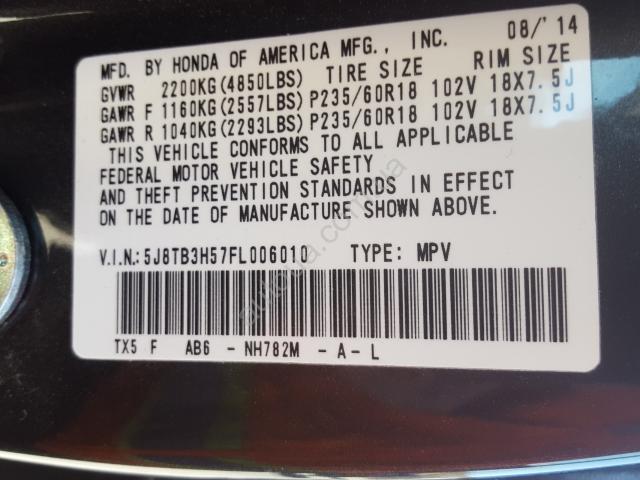 MFD. BY HONDA OF AMERICA MFG., INC. 08/'14
GVWR 2200KG(4850LBS) TIRE SIZE RIM SIZE
GAWR F 1160KG(2557LBS) P235/60R18 102V 18X7.5J
GAWR R 1040KG(2293LBS) P235/60R18 102V 18X7.5J
THIS VEHICLE CONFORMS TO ALL APPLICABLE
FEDERAL MOTOR VEHICLE SAFETY
AND THEFT PREVENTION STANDARDS IN EFFECT
ON THE DATE OF MANUFACTURE SHOWN ABOVE.
V.I.N.:5J8TB3H57FL006010 TYPE: MPV
TX5 F AB6 - NH782M - A - L